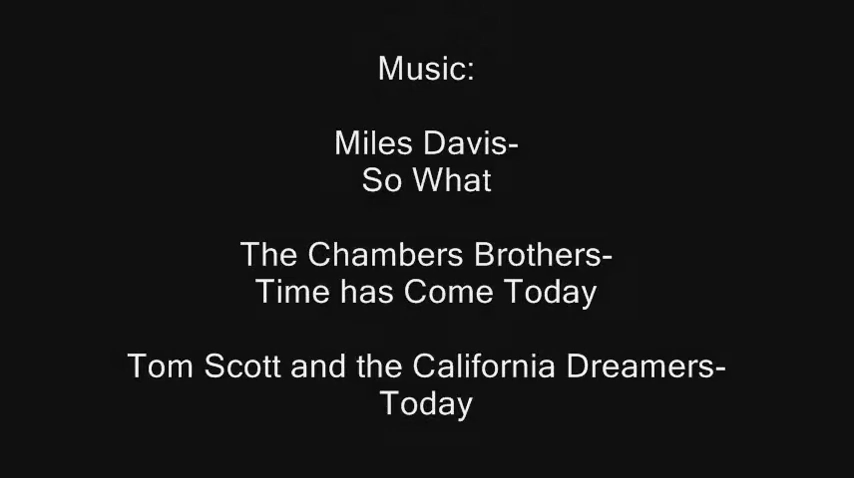 Music:
Miles Davis-
So What
The Chambers Brothers-
Time has Come Today
Tom Scott and the California Dreamers-
Today